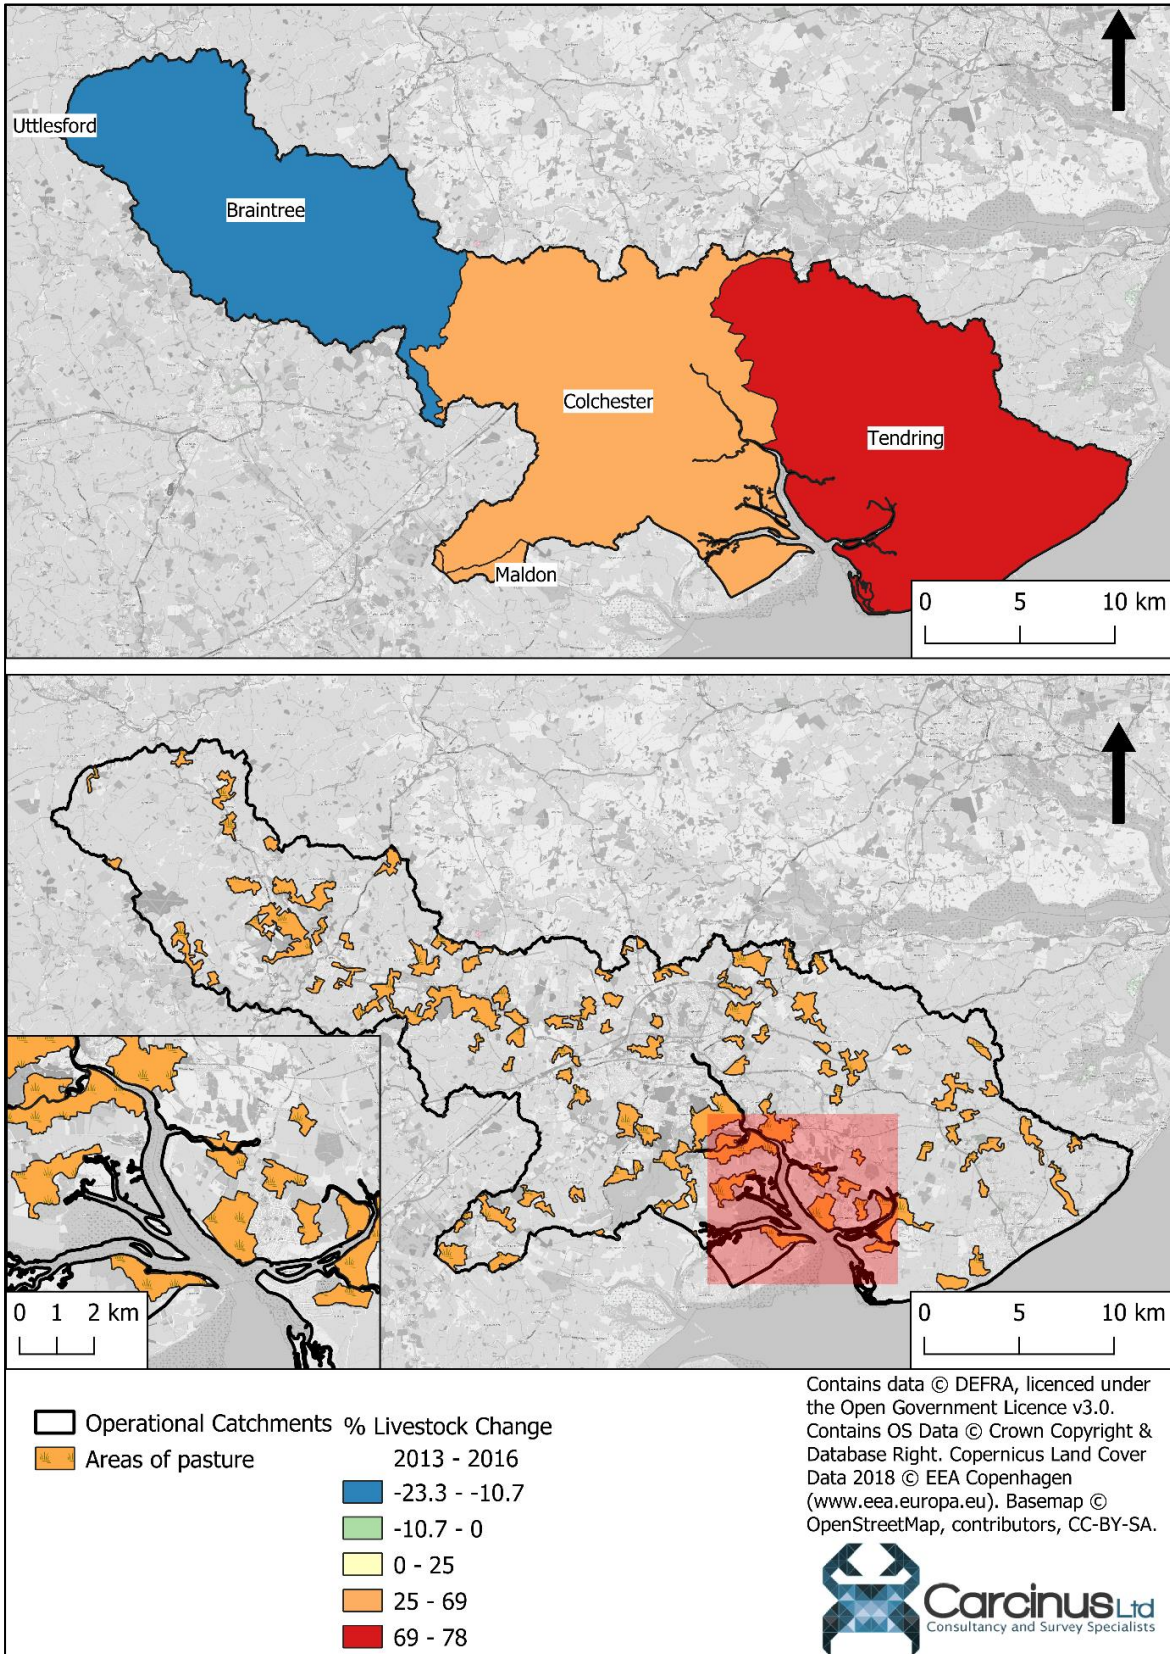 Uttlesford
Braintree
Colchester
Tendring
Maldon
0 5 10 km
0 1 2 km
0 5 10 km
Operational Catchments
Areas of pasture
% Livestock Change
2013 - 2016
-23.3 - -10.7
-10.7 - 0
0 - 25
25 - 69
69 - 78
Contains data © DEFRA, licenced under
the Open Government Licence v3.0.
Contains OS Data © Crown Copyright &
Database Right. Copernicus Land Cover
Data 2018 © EEA Copenhagen
(www.eea.europa.eu). Basemap ©
OpenStreetMap, contributors, CC-BY-SA.
Carcinus Ltd
Consultancy and Survey Specialists